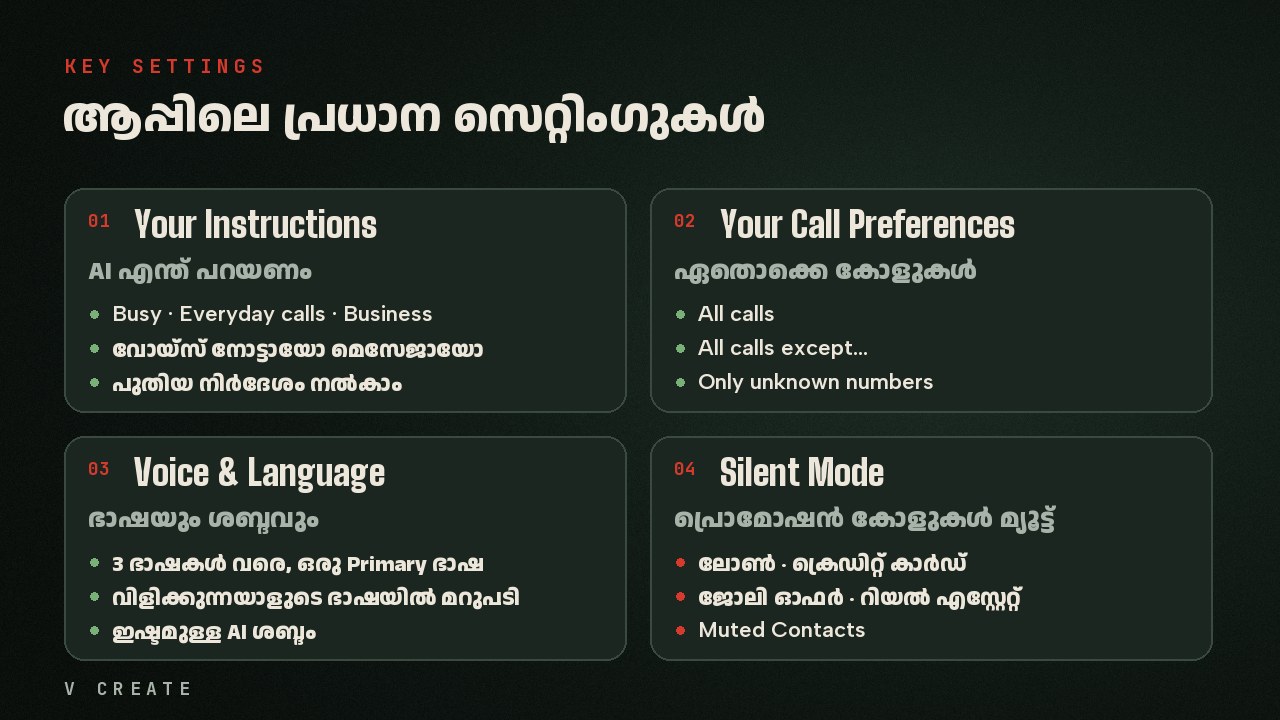 KEY SETTINGS
ആപ്പിലെ പ്രധാന സെറ്റിംഗുകൾ
01 Your Instructions
AI എന്ത് പറയണം
Busy · Everyday calls · Business
വോയ്സ് നോട്ടായോ മെസേജായോ
പുതിയ നിർദേശം നൽകാം
02 Your Call Preferences
ഏതൊക്കെ കോളുകൾ
All calls
All calls except...
Only unknown numbers
03 Voice & Language
ഭാഷയും ശബ്ദവും
3 ഭാഷകൾ വരെ, ഒരു Primary ഭാഷ
വിളിക്കുന്നയാളുടെ ഭാഷയിൽ മറുപടി
ഇഷ്ടമുള്ള AI ശബ്ദം
04 Silent Mode
പ്രൊമോഷൻ കോളുകൾ മ്യൂട്ട്
ലോൺ · ക്രെഡിറ്റ് കാർഡ്
ജോലി ഓഫർ · റിയൽ എസ്റ്റേറ്റ്
Muted Contacts
V CREATE